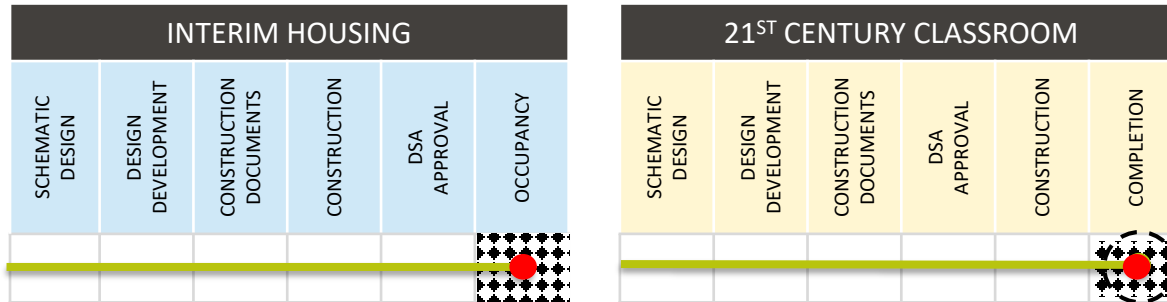 INTERIM HOUSING
SCHEMATIC
DESIGN
DESIGN
DEVELOPMENT
CONSTRUCTION
DOCUMENTS
CONSTRUCTION
DSA
APPROVAL
OCCUPANCY
21ST CENTURY CLASSROOM
SCHEMATIC
DESIGN
DESIGN
DEVELOPMENT
CONSTRUCTION
DOCUMENTS
DSA
APPROVAL
CONSTRUCTION
COMPLETION